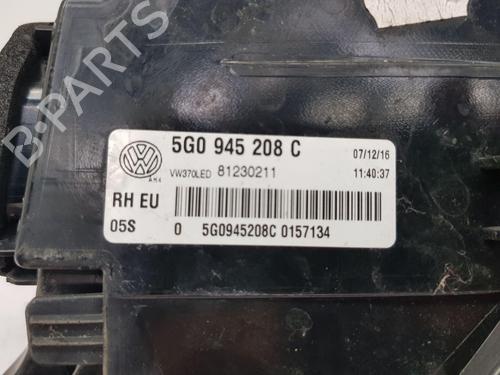 B-PARTS
5G0 945 208 C
07/12/16
VW370LED 81230211
11:40:37
RH EU
05S
0 5G0945208C 0157134